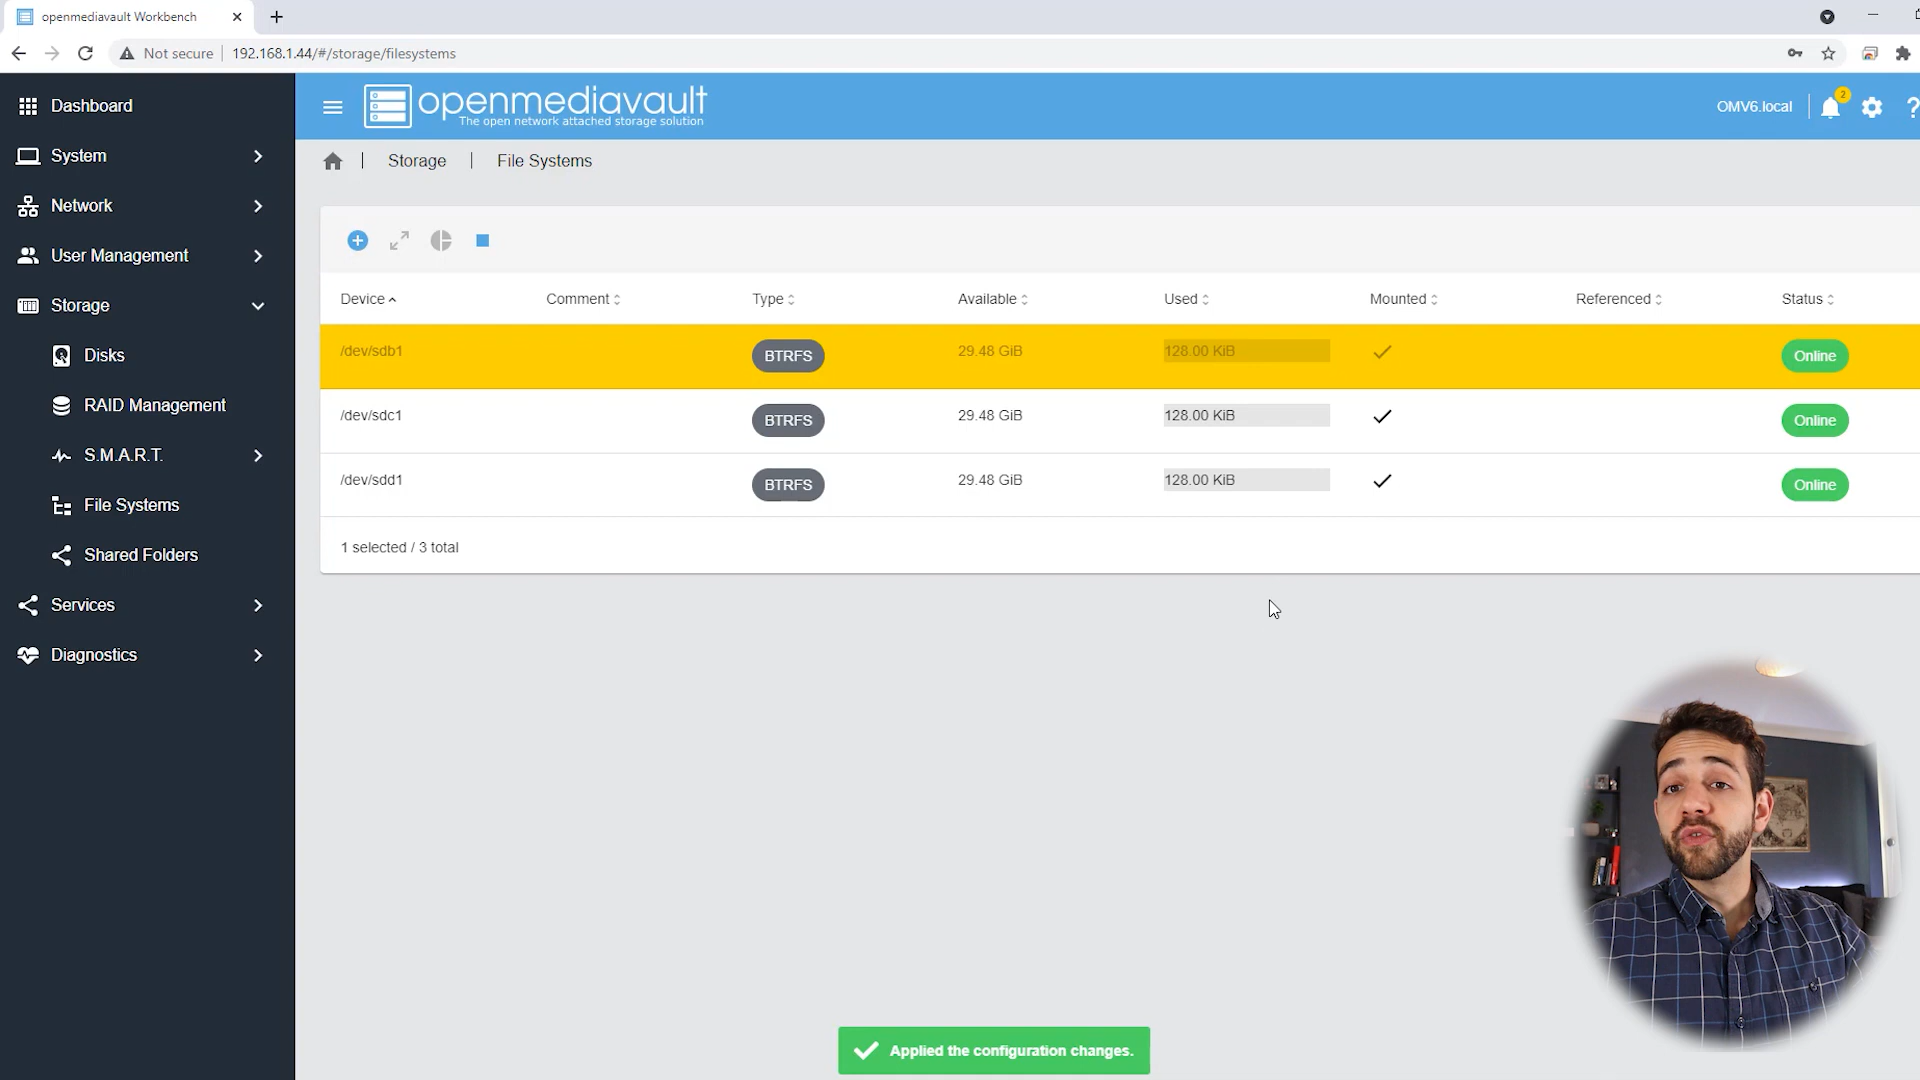 openmediavault Workbench
Not secure 192.168.1.44/#/storage/filesystems
Dashboard
System
Network
User Management
Storage
Disks
RAID Management
S.M.A.R.T.
File Systems
Shared Folders
Services
Diagnostics
openmediavault
The open network attached storage solution
OMV6.local 2
Storage | File Systems
Device Comment Type Available Used Mounted Referenced Status
/dev/sdb1 BTRFS 29.48 GiB 128.00 KiB Online
/dev/sdc1 BTRFS 29.48 GiB 128.00 KiB Online
/dev/sdd1 BTRFS 29.48 GiB 128.00 KiB Online
1 selected / 3 total
Applied the configuration changes.